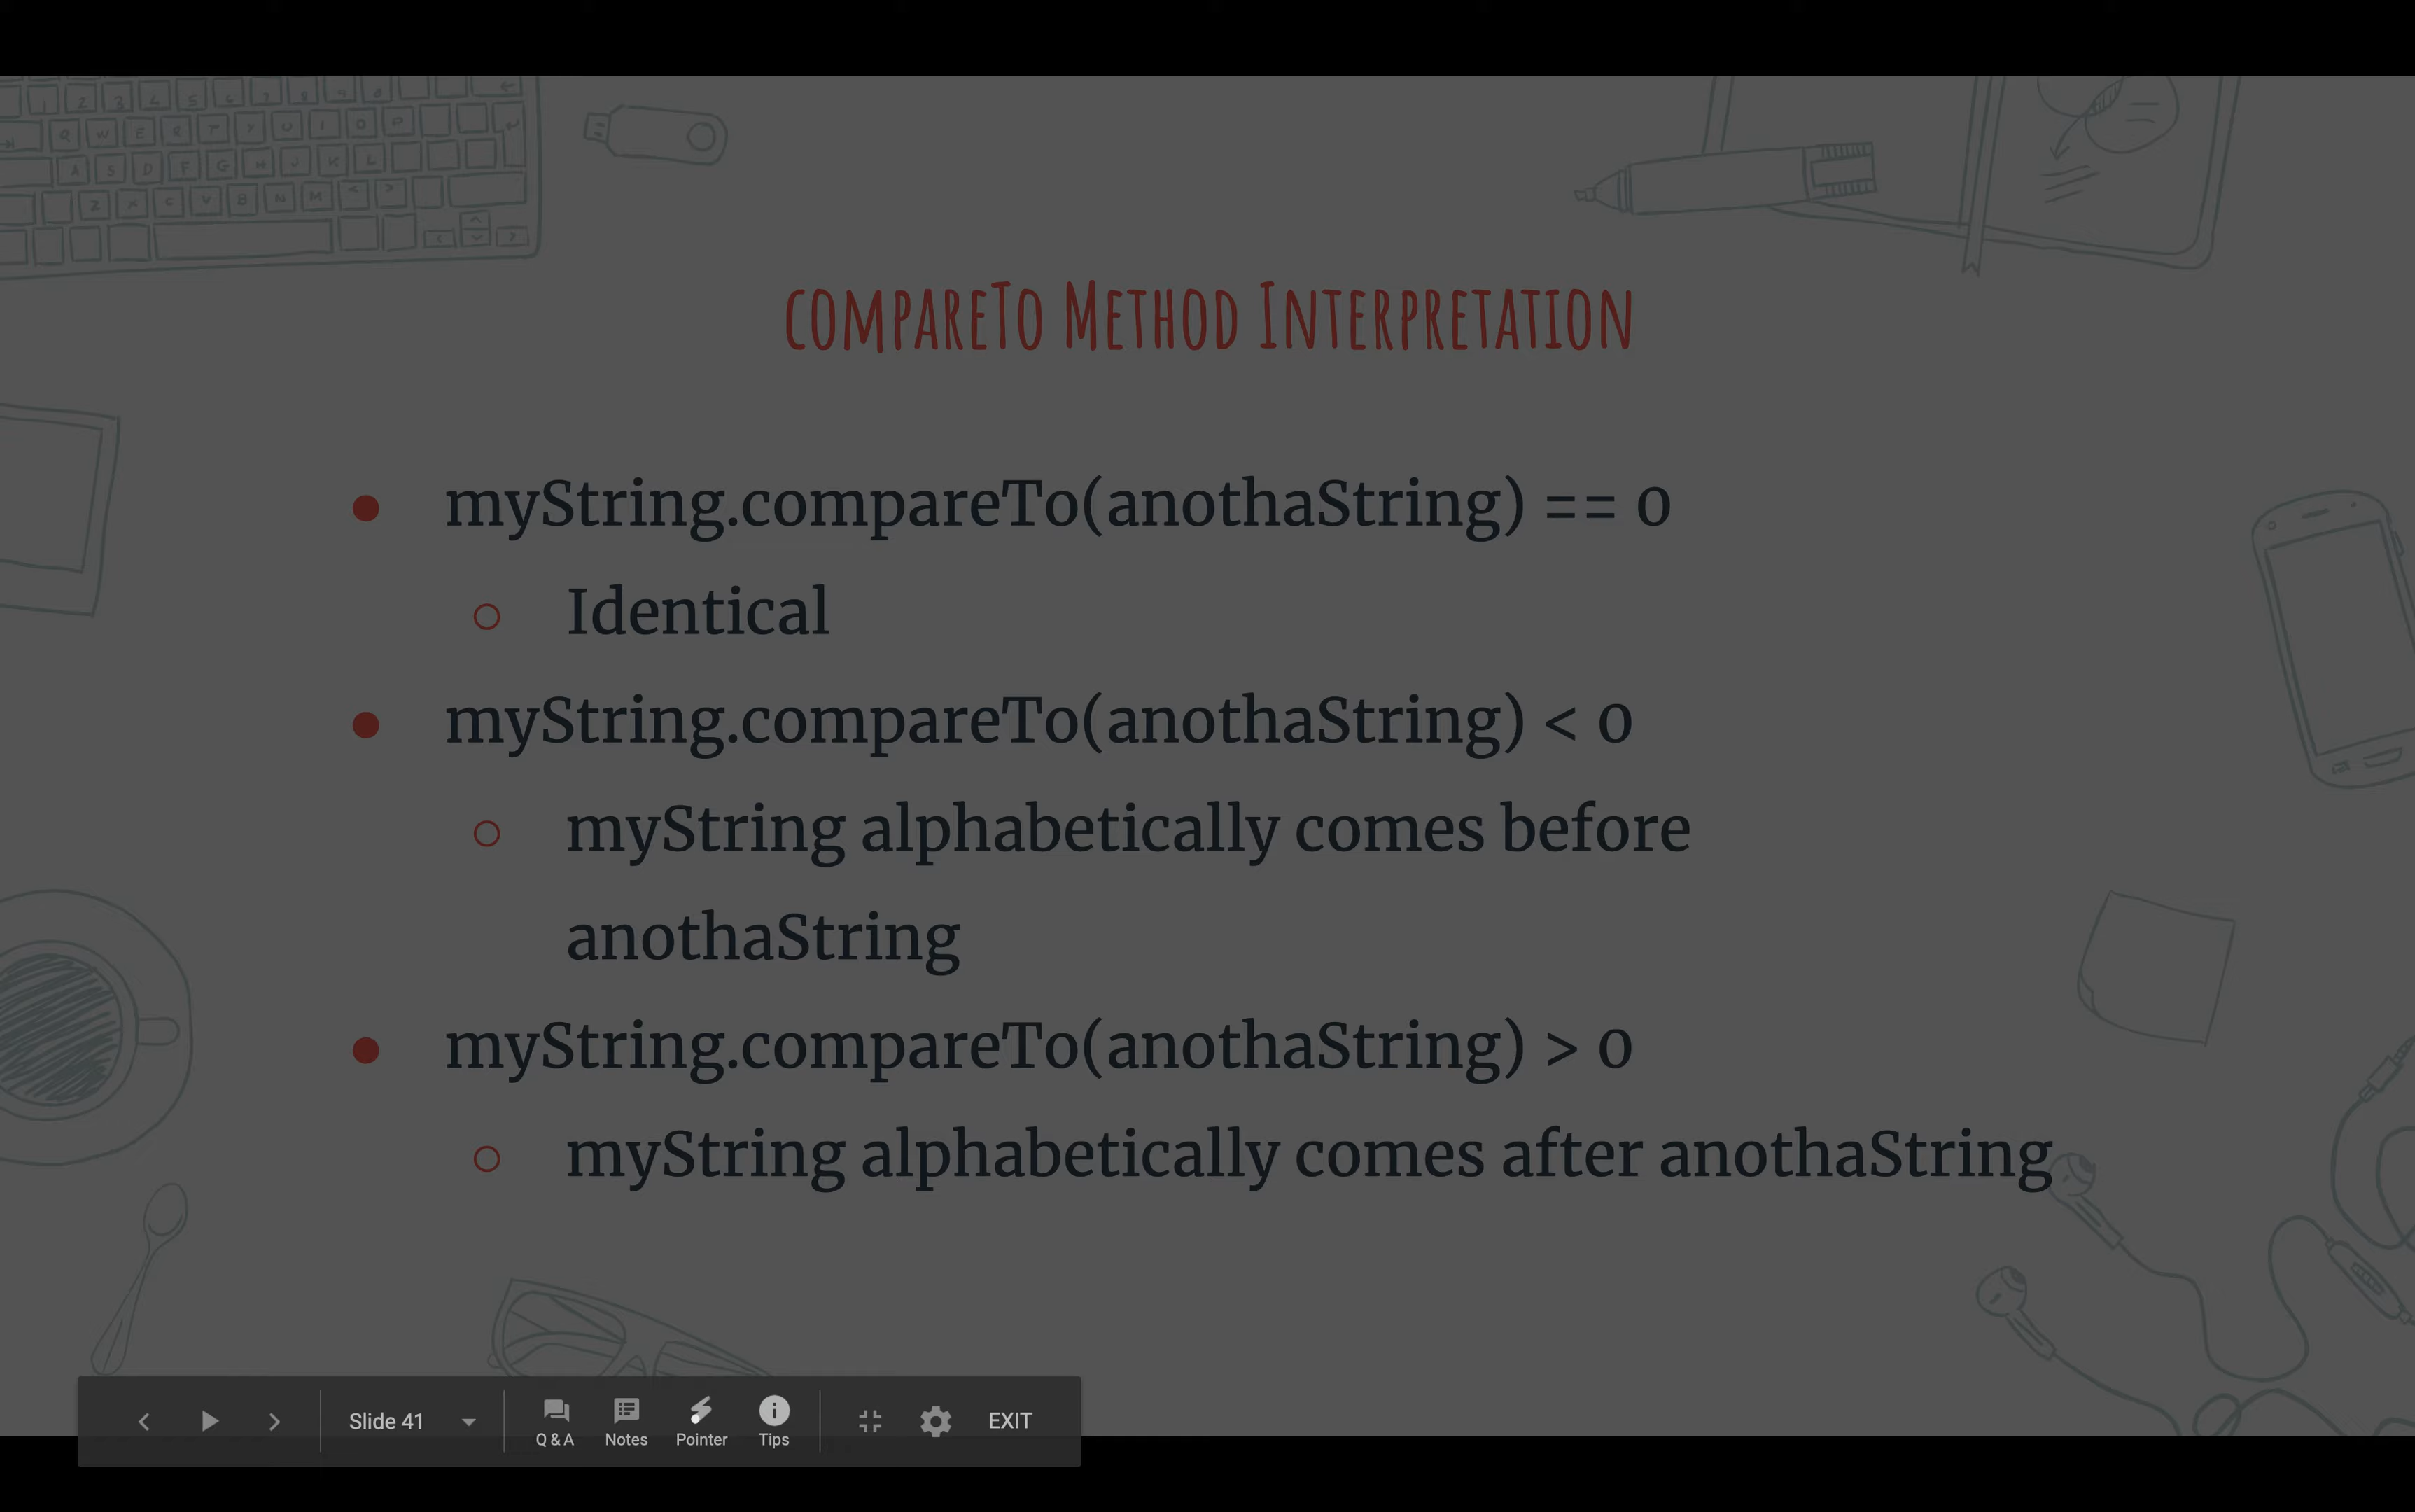 compareTo Method Interpretation
myString.compareTo(anothaString) == 0
Identical
myString.compareTo(anothaString) < 0
myString alphabetically comes before
anothaString
myString.compareTo(anothaString) > 0
myString alphabetically comes after anothaString
Slide 41
Q & A
Notes
Pointer
Tips
EXIT